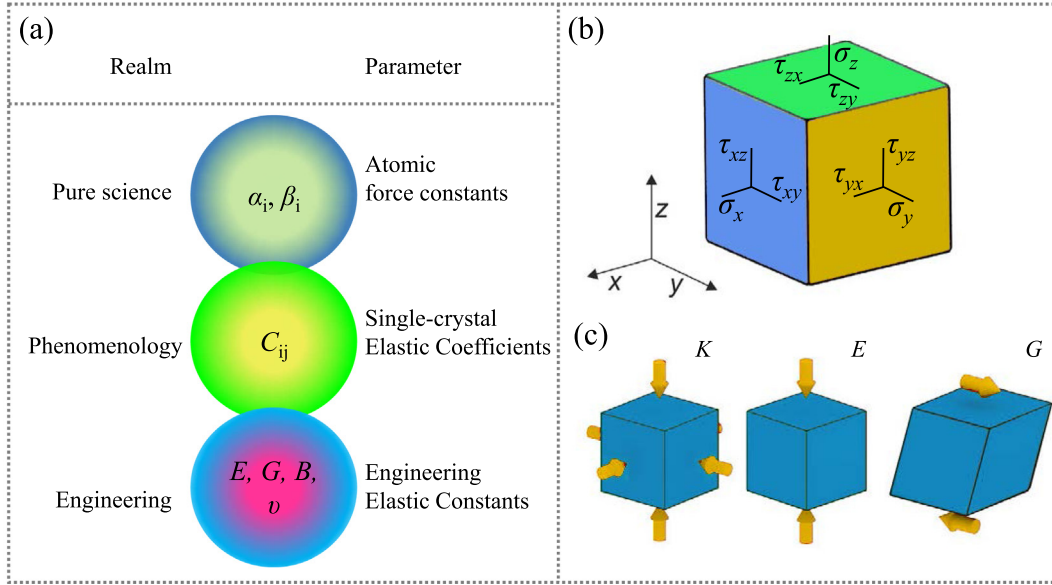 (a)
Realm
Parameter
Pure science
αi, βi
Atomic
force constants
Phenomenology
Cij
Single-crystal
Elastic Coefficients
Engineering
E, G, B,
υ
Engineering
Elastic Constants
(b)
σz
τzx
τzy
τxz
τxy
σx
τyz
τyx
σy
z
x
y
(c)
K
E
G